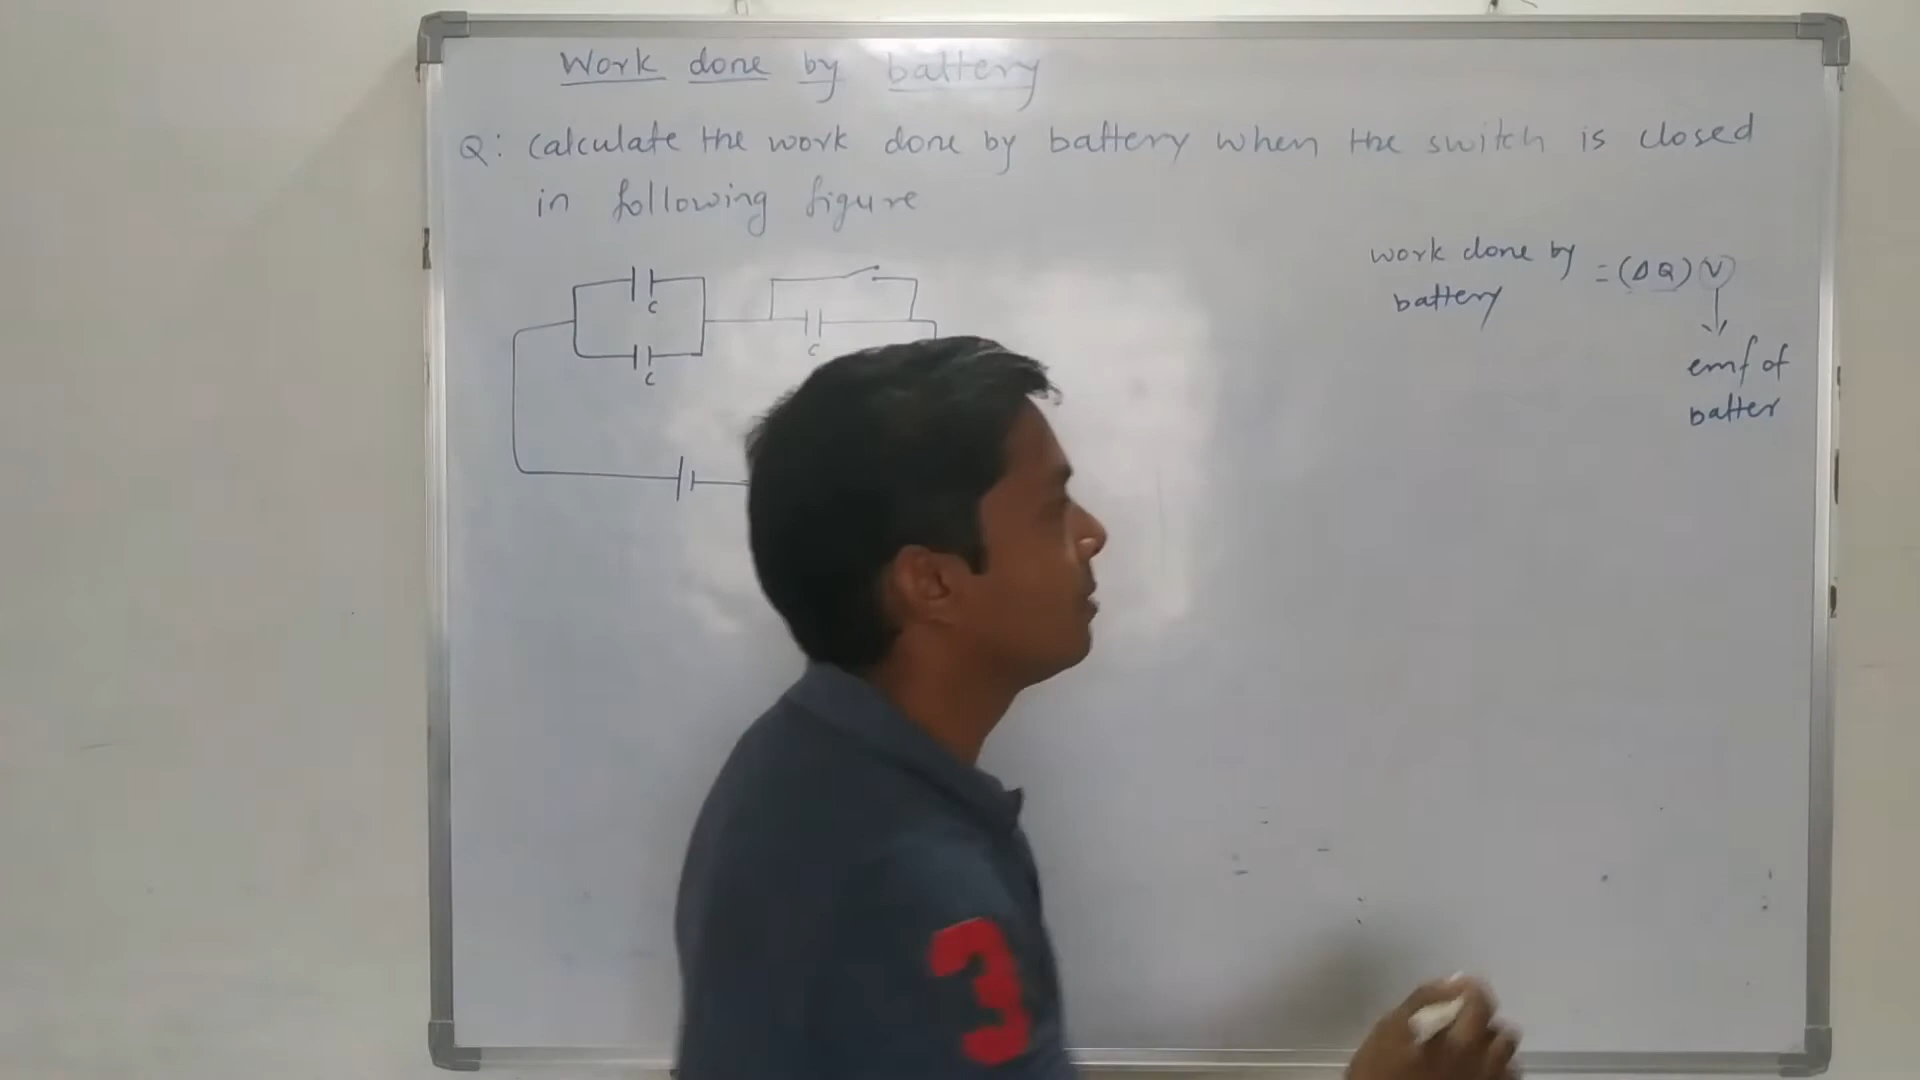 Work done by battery
Q: Calculate the work done by battery when the switch is closed
in following figure
work done by
battery
= (ΔQ) (V)
emf of
batter
C
C
C
3